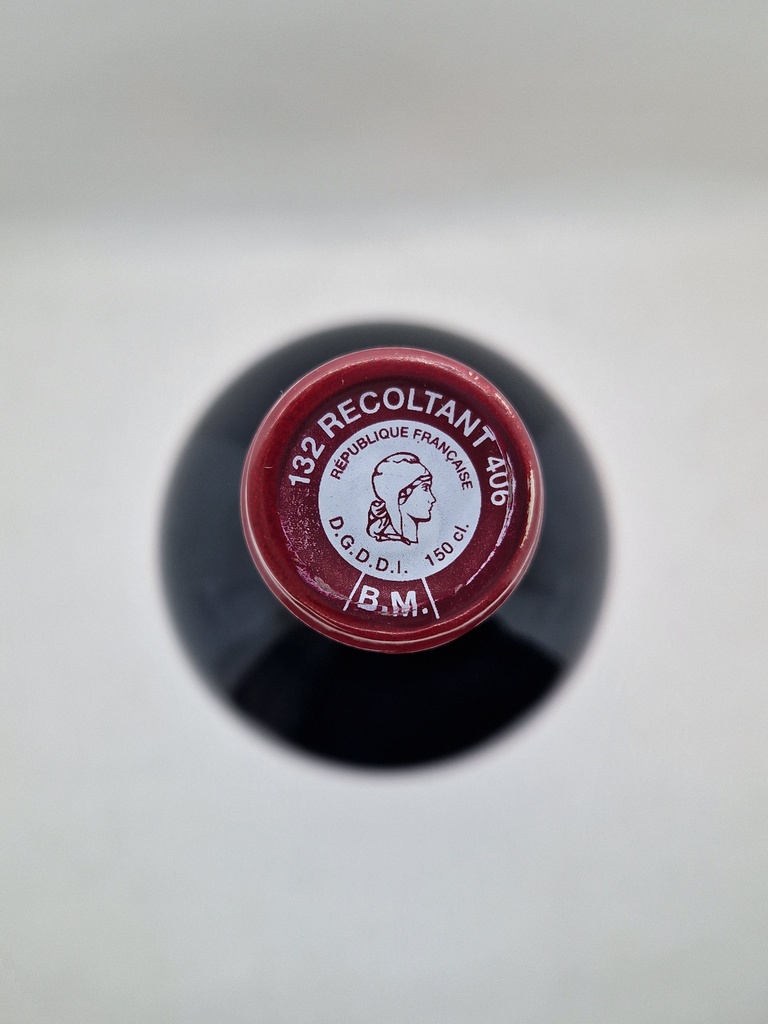 132 RECOLTANT 406
RÉPUBLIQUE FRANÇAISE
D.G.D.D.I. 150 cl.
B.M.